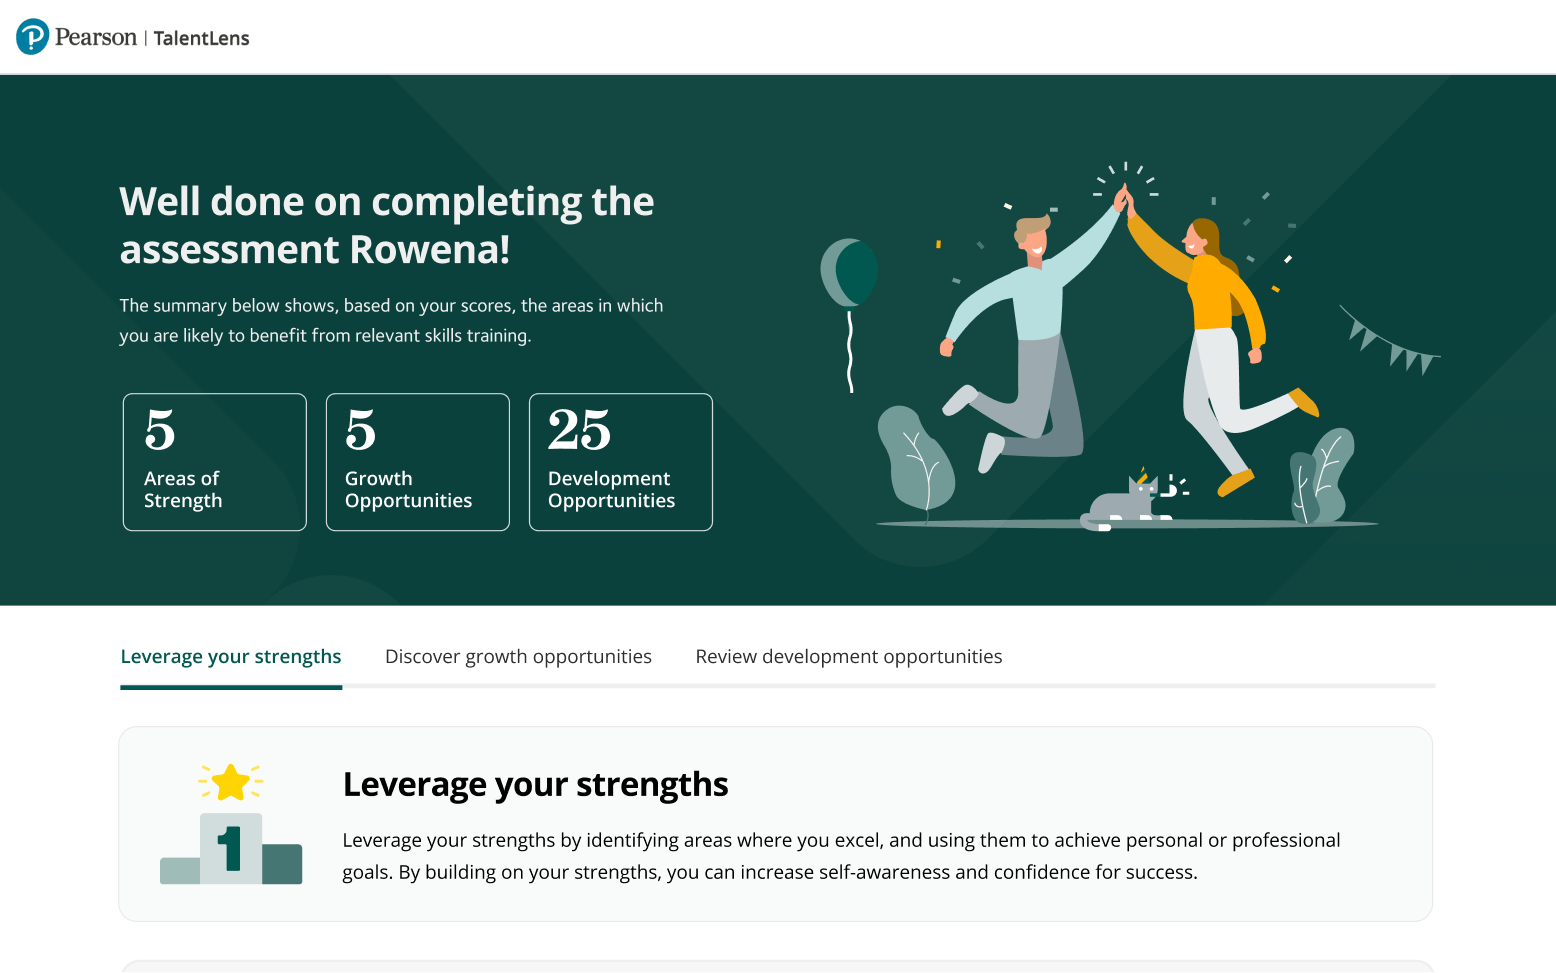 Pearson | TalentLens
Well done on completing the
assessment Rowena!
The summary below shows, based on your scores, the areas in which
you are likely to benefit from relevant skills training.
5
Areas of
Strength
5
Growth
Opportunities
25
Development
Opportunities
Leverage your strengths
Discover growth opportunities
Review development opportunities
1
Leverage your strengths
Leverage your strengths by identifying areas where you excel, and using them to achieve personal or professional
goals. By building on your strengths, you can increase self-awareness and confidence for success.